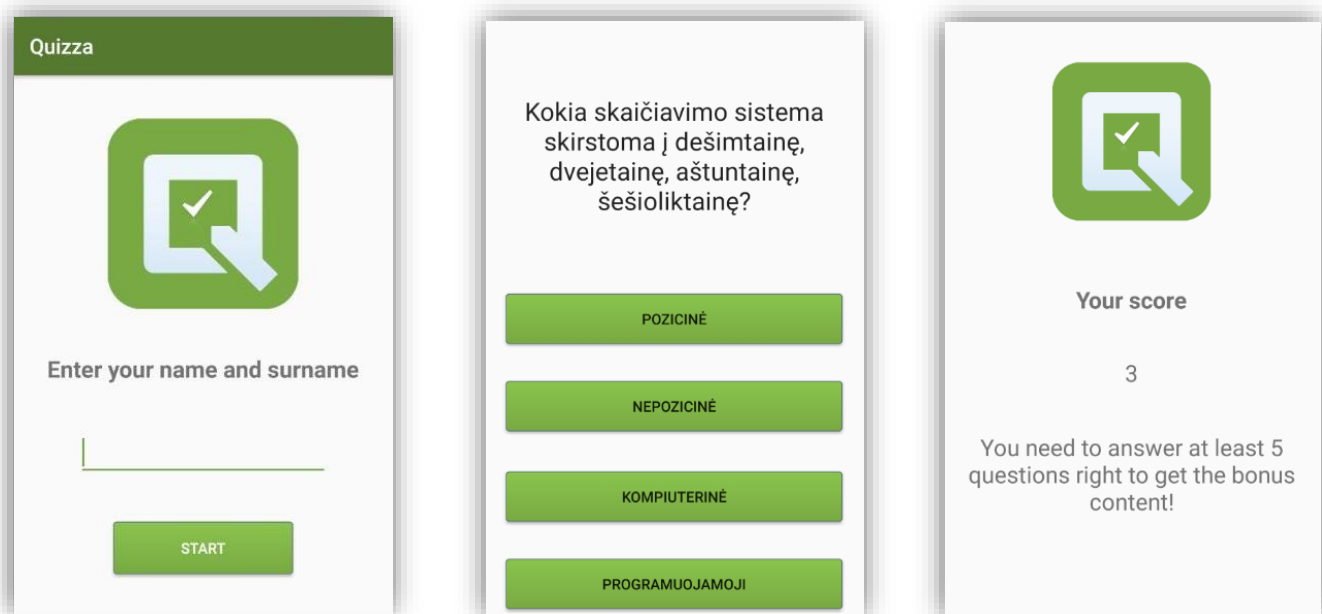 Quizza
Enter your name and surname
START
Kokia skaičiavimo sistema
skirstoma į dešimtainę,
dvejetainę, aštuntainę,
šešioliktainę?
POZICINĖ
NEPOZICINĖ
KOMPIUTERINĖ
PROGRAMUOJAMOJI
Your score
3
You need to answer at least 5
questions right to get the bonus
content!